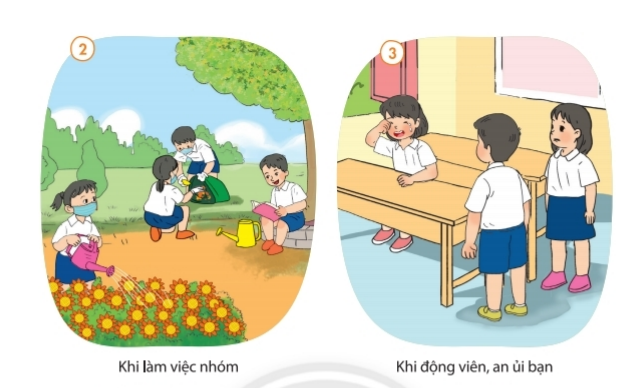 2
3
Khi làm việc nhóm
Khi động viên, an ủi bạn